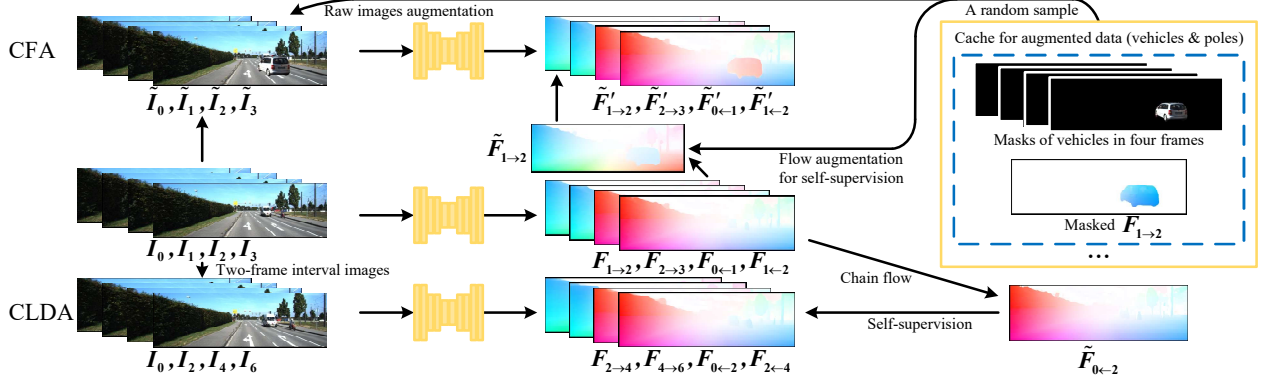 Raw images augmentation
A random sample
CFA
Cache for augmented data (vehicles & poles)
Ĩ₀, Ĩ₁, Ĩ₂, Ĩ₃
F̃′₁→₂, F̃′₂→₃, F̃′₀←₁, F̃′₁←₂
Masks of vehicles in four frames
F̃₁→₂
Flow augmentation
for self-supervision
Masked F₁→₂
...
I₀, I₁, I₂, I₃
F₁→₂, F₂→₃, F₀←₁, F₁←₂
Two-frame interval images
Chain flow
CLDA
Self-supervision
I₀, I₂, I₄, I₆
F₂→₄, F₄→₆, F₀←₂, F₂←₄
F̃₀←₂